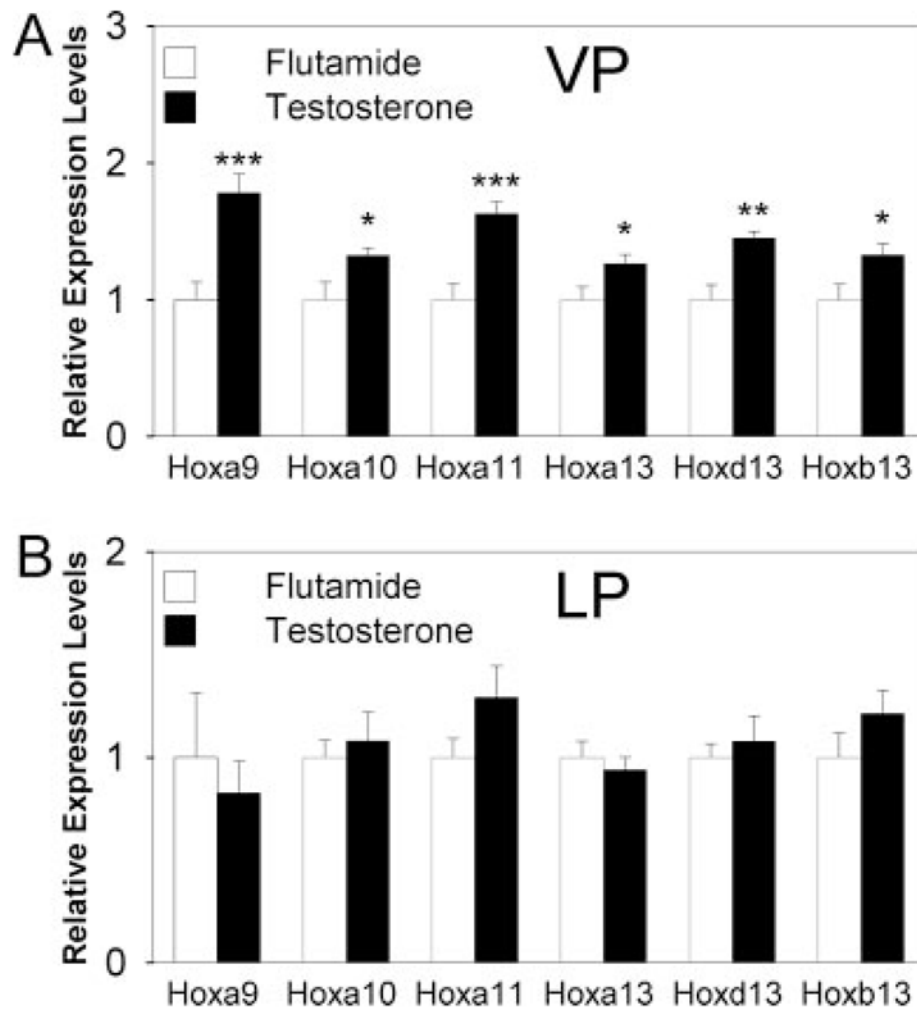 A
Relative Expression Levels
3
2
1
0
Flutamide
Testosterone
VP
***
*
***
*
**
*
Hoxa9 Hoxa10 Hoxa11 Hoxa13 Hoxd13 Hoxb13
B
Relative Expression Levels
2
1
0
Flutamide
Testosterone
LP
Hoxa9 Hoxa10 Hoxa11 Hoxa13 Hoxd13 Hoxb13